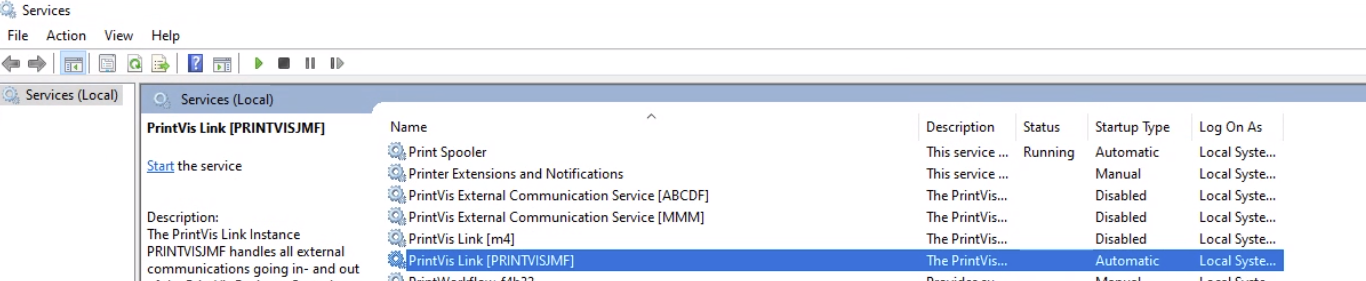 Services
File Action View Help
Services (Local)
Services (Local)
PrintVis Link [PRINTVISJMF]
Start the service
Description:
The PrintVis Link Instance
PRINTVISJMF handles all external
communications going in- and out
Name Description Status Startup Type Log On As
Print Spooler This service ... Running Automatic Local Syste...
Printer Extensions and Notifications This service ... Manual Local Syste...
PrintVis External Communication Service [ABCDF] The PrintVis... Disabled Local Syste...
PrintVis External Communication Service [MMM] The PrintVis... Disabled Local Syste...
PrintVis Link [m4] The PrintVis... Disabled Local Syste...
PrintVis Link [PRINTVISJMF] The PrintVis... Automatic Local Syste...